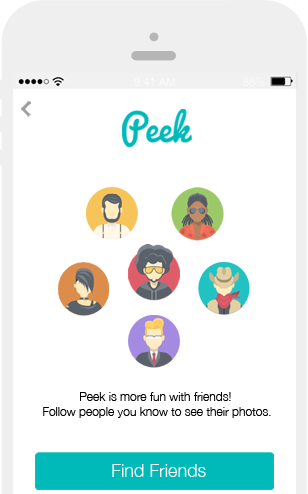 9:41 AM
Peek
Peek is more fun with friends!
Follow people you know to see their photos.
Find Friends